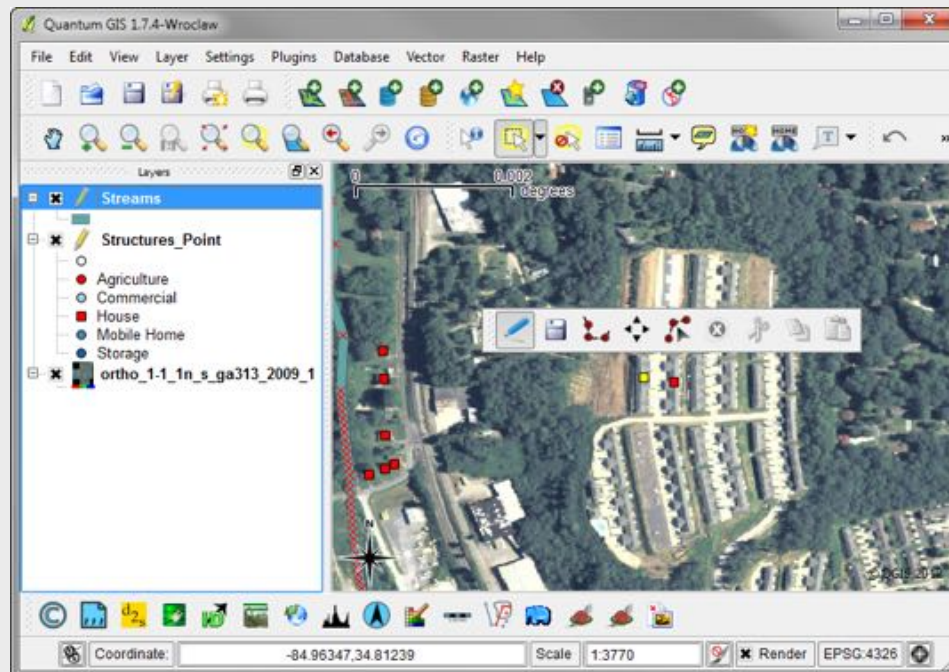 Quantum GIS 1.7.4-Wroclaw
File Edit View Layer Settings Plugins Database Vector Raster Help
Layers
Streams
Structures_Point
Agriculture
Commercial
House
Mobile Home
Storage
ortho_1-1_1n_s_ga313_2009_1
0 0.002
degrees
N
Coordinate: -84.96347,34.81239 Scale 1:3770 Render EPSG:4326